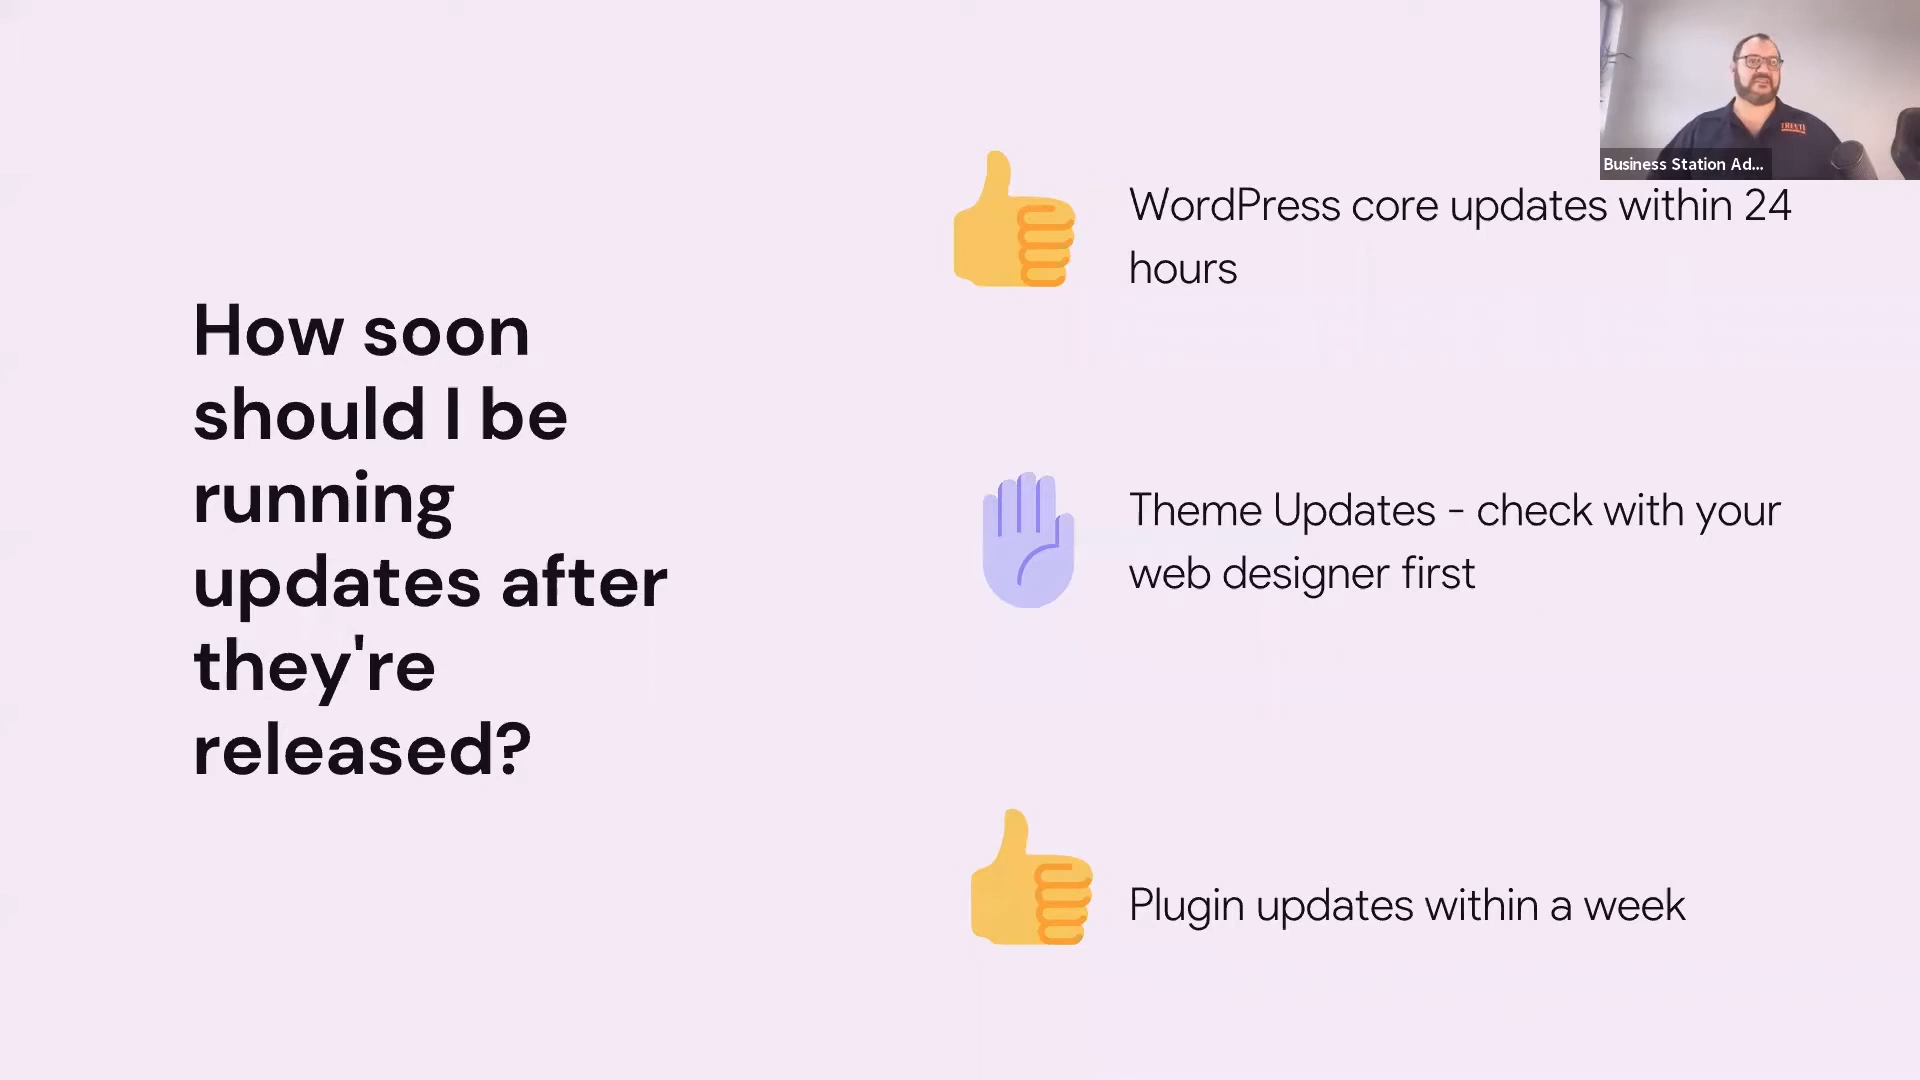 Business Station Ad...
How soon
should I be
running
updates after
they're
released?
WordPress core updates within 24
hours
Theme Updates - check with your
web designer first
Plugin updates within a week